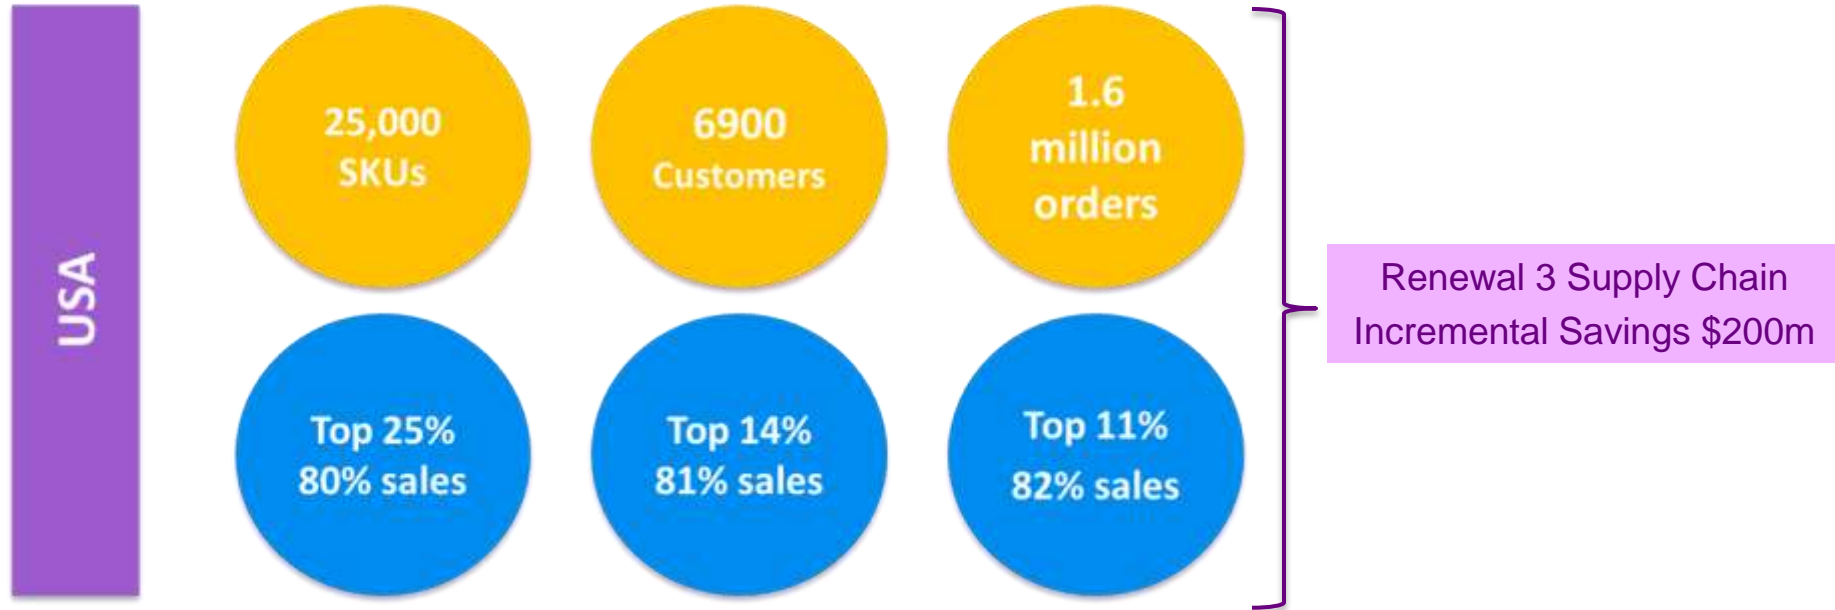 USA
25,000
SKUs
6900
Customers
1.6
million
orders
Top 25%
80% sales
Top 14%
81% sales
Top 11%
82% sales
Renewal 3 Supply Chain
Incremental Savings $200m